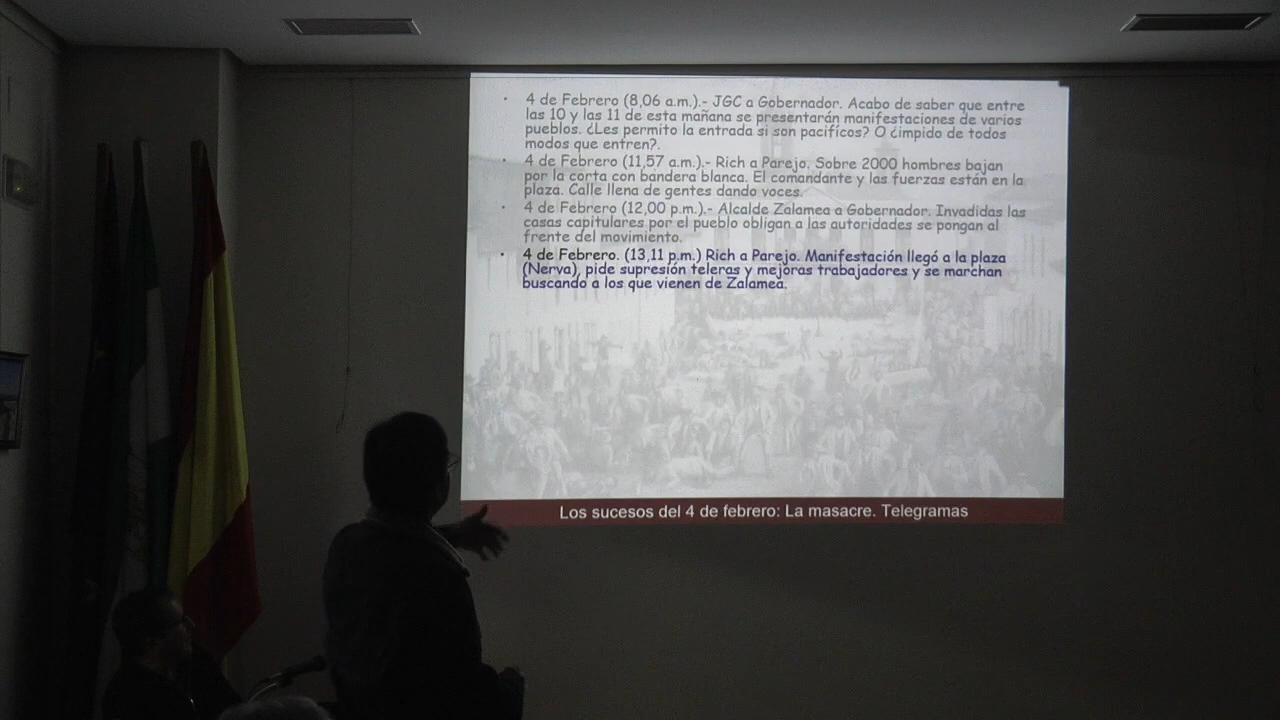 • 4 de Febrero (8,06 a.m.).- JGC a Gobernador. Acabo de saber que entre
las 10 y las 11 de esta mañana se presentarán manifestaciones de varios
pueblos. ¿Les permito la entrada si son pacíficos? O ¿impido de todos
modos que entren?.
• 4 de Febrero (11,57 a.m.).- Rich a Parejo. Sobre 2000 hombres bajan
por la corta con bandera blanca. El comandante y las fuerzas están en la
plaza. Calle llena de gentes dando voces.
• 4 de Febrero (12,00 p.m.).- Alcalde Zalamea a Gobernador. Invadidas las
casas capitulares por el pueblo obligan a las autoridades se pongan al
frente del movimiento.
• 4 de Febrero. (13,11 p.m.) Rich a Parejo. Manifestación llegó a la plaza
(Nerva), pide supresión teleras y mejoras trabajadores y se marchan
buscando a los que vienen de Zalamea.
Los sucesos del 4 de febrero: La masacre. Telegramas